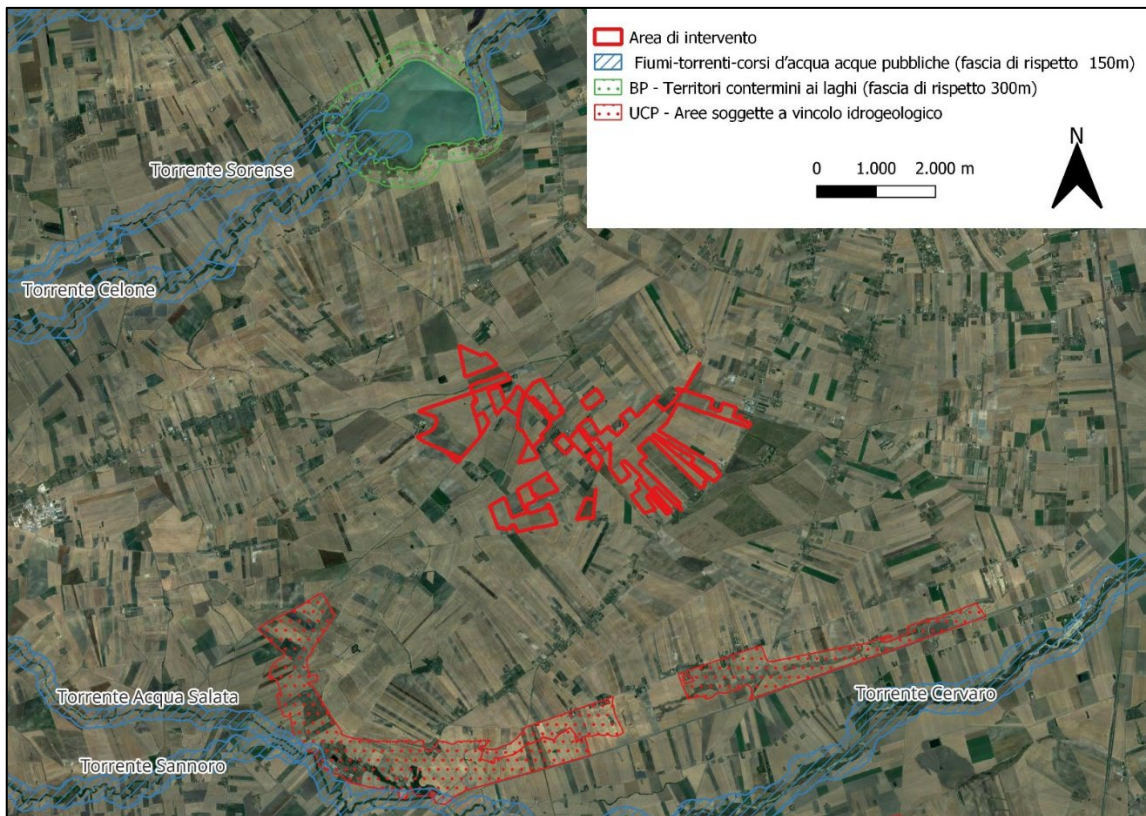 Area di intervento
Fiumi-torrenti-corsi d'acqua acque pubbliche (fascia di rispetto 150m)
BP - Territori contermini ai laghi (fascia di rispetto 300m)
UCP - Aree soggette a vincolo idrogeologico
N
0 1.000 2.000 m
Torrente Sorense
Torrente Celone
Torrente Acqua Salata
Torrente Cervaro
Torrente Sannoro